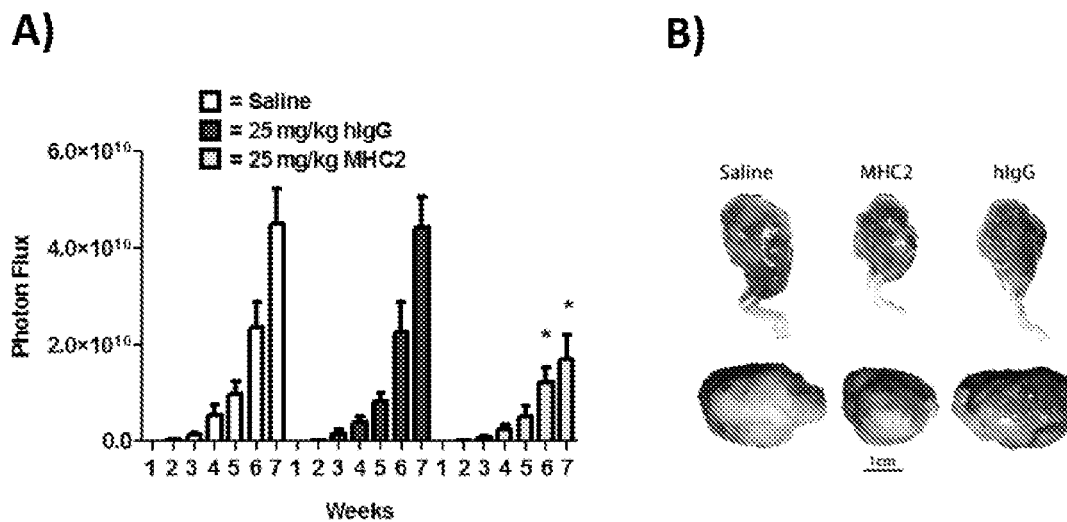 A)
B)
= Saline
= 25 mg/kg hIgG
= 25 mg/kg MHC2
6.0×10¹⁰
4.0×10¹⁰
2.0×10¹⁰
0.0
Photon Flux
* *
1 2 3 4 5 6 7 1 2 3 4 5 6 7 1 2 3 4 5 6 7
Weeks
Saline MHC2 hIgG
1cm